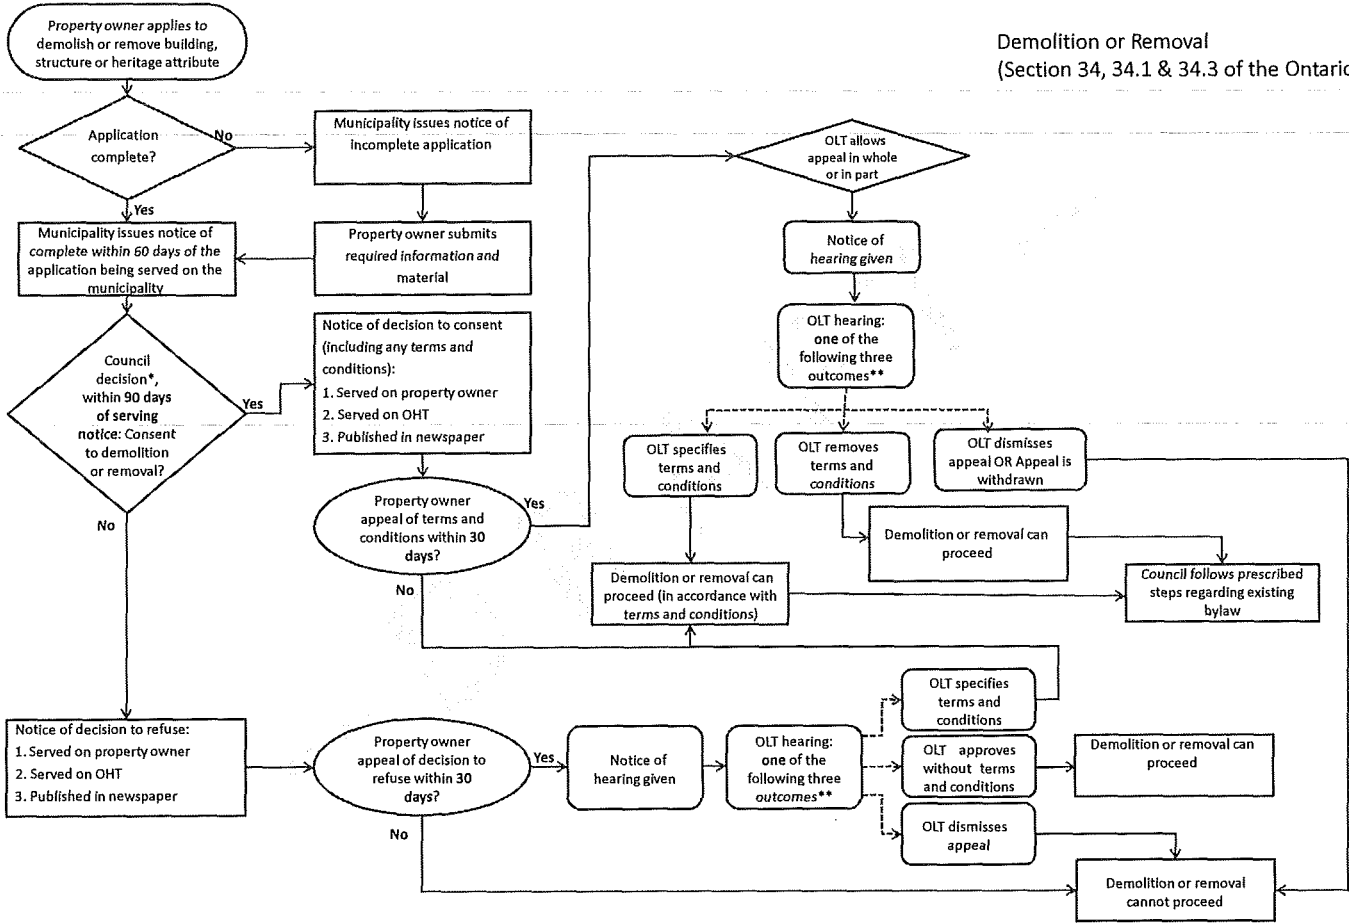 Property owner applies to
demolish or remove building,
structure or heritage attribute
Demolition or Removal
(Section 34, 34.1 & 34.3 of the Ontario
Application
complete?
No
Yes
Municipality issues notice of
incomplete application
OLT allows
appeal in whole
or in part
Municipality issues notice of
complete within 60 days of the
application being served on the
municipality
Property owner submits
required information and
material
Notice of
hearing given
Council
decision*,
within 90 days
of serving
notice: Consent
to demolition
or removal?
Yes
No
Notice of decision to consent
(including any terms and
conditions):
1. Served on property owner
2. Served on OHT
3. Published in newspaper
OLT hearing:
one of the
following three
outcomes**
OLT specifies
terms and
conditions
OLT removes
terms and
conditions
OLT dismisses
appeal OR Appeal is
withdrawn
Property owner
appeal of terms and
conditions within 30
days?
Yes
No
Demolition or removal can
proceed
Demolition or removal can
proceed (in accordance with
terms and conditions)
Council follows prescribed
steps regarding existing
bylaw
Notice of decision to refuse:
1. Served on property owner
2. Served on OHT
3. Published in newspaper
Property owner
appeal of decision to
refuse within 30
days?
Yes
No
Notice of
hearing given
OLT hearing:
one of the
following three
outcomes**
OLT specifies
terms and
conditions
OLT approves
without terms
and conditions
Demolition or removal can
proceed
OLT dismisses
appeal
Demolition or removal
cannot proceed